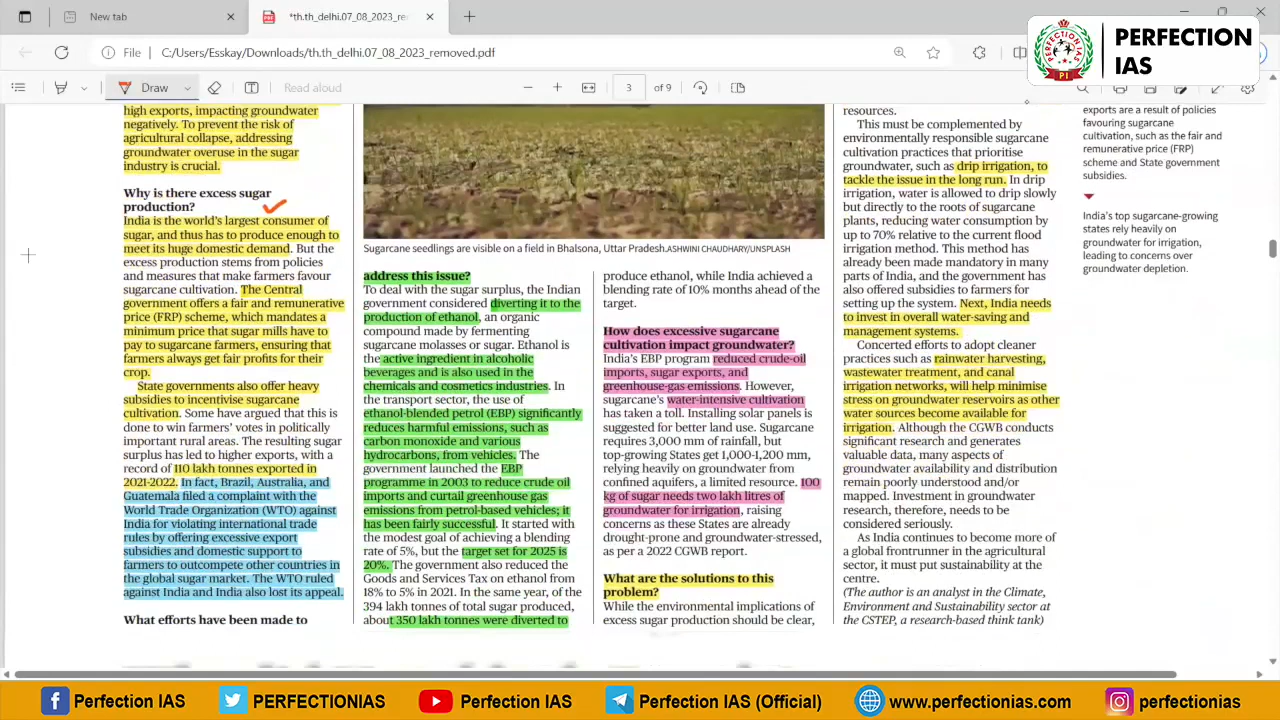 New tab
*th.th_delhi.07_08_2023_rem
File
C:/Users/Esskay/Downloads/th.th_delhi.07_08_2023_removed.pdf
PERFECTION
IAS
Draw
Read aloud
3
of 9
high exports, impacting groundwater
negatively. To prevent the risk of
agricultural collapse, addressing
groundwater overuse in the sugar
industry is crucial.
Why is there excess sugar
production?
India is the world's largest consumer of
sugar, and thus has to produce enough to
meet its huge domestic demand. But the
excess production stems from policies
and measures that make farmers favour
sugarcane cultivation. The Central
government offers a fair and remunerative
price (FRP) scheme, which mandates a
minimum price that sugar mills have to
pay to sugarcane farmers, ensuring that
farmers always get fair profits for their
crop.
State governments also offer heavy
subsidies to incentivise sugarcane
cultivation. Some have argued that this is
done to win farmers' votes in politically
important rural areas. The resulting sugar
surplus has led to higher exports, with a
record of 110 lakh tonnes exported in
2021-2022. In fact, Brazil, Australia, and
Guatemala filed a complaint with the
World Trade Organization (WTO) against
India for violating international trade
rules by offering excessive export
subsidies and domestic support to
farmers to outcompete other countries in
the global sugar market. The WTO ruled
against India and India also lost its appeal.
What efforts have been made to
Sugarcane seedlings are visible on a field in Bhalsona, Uttar Pradesh.ASHWINI CHAUDHARY/UNSPLASH
address this issue?
To deal with the sugar surplus, the Indian
government considered diverting it to the
production of ethanol, an organic
compound made by fermenting
sugarcane molasses or sugar. Ethanol is
the active ingredient in alcoholic
beverages and is also used in the
chemicals and cosmetics industries. In
the transport sector, the use of
ethanol-blended petrol (EBP) significantly
reduces harmful emissions, such as
carbon monoxide and various
hydrocarbons, from vehicles. The
government launched the EBP
programme in 2003 to reduce crude oil
imports and curtail greenhouse gas
emissions from petrol-based vehicles; it
has been fairly successful. It started with
the modest goal of achieving a blending
rate of 5%, but the target set for 2025 is
20%. The government also reduced the
Goods and Services Tax on ethanol from
18% to 5% in 2021. In the same year, of the
394 lakh tonnes of total sugar produced,
about 350 lakh tonnes were diverted to
produce ethanol, while India achieved a
blending rate of 10% months ahead of the
target.
How does excessive sugarcane
cultivation impact groundwater?
India's EBP program reduced crude-oil
imports, sugar exports, and
greenhouse-gas emissions. However,
sugarcane's water-intensive cultivation
has taken a toll. Installing solar panels is
suggested for better land use. Sugarcane
requires 3,000 mm of rainfall, but
top-growing States get 1,000-1,200 mm,
relying heavily on groundwater from
confined aquifers, a limited resource. 100
kg of sugar needs two lakh litres of
groundwater for irrigation, raising
concerns as these States are already
drought-prone and groundwater-stressed,
as per a 2022 CGWB report.
What are the solutions to this
problem?
While the environmental implications of
excess sugar production should be clear,
resources.
This must be complemented by
environmentally responsible sugarcane
cultivation practices that prioritise
groundwater, such as drip irrigation, to
tackle the issue in the long run. In drip
irrigation, water is allowed to drip slowly
but directly to the roots of sugarcane
plants, reducing water consumption by
up to 70% relative to the current flood
irrigation method. This method has
already been made mandatory in many
parts of India, and the government has
also offered subsidies to farmers for
setting up the system. Next, India needs
to invest in overall water-saving and
management systems.
Concerted efforts to adopt cleaner
practices such as rainwater harvesting,
wastewater treatment, and canal
irrigation networks, will help minimise
stress on groundwater reservoirs as other
water sources become available for
irrigation. Although the CGWB conducts
significant research and generates
valuable data, many aspects of
groundwater availability and distribution
remain poorly understood and/or
mapped. Investment in groundwater
research, therefore, needs to be
considered seriously.
As India continues to become more of
a global frontrunner in the agricultural
sector, it must put sustainability at the
centre.
(The author is an analyst in the Climate,
Environment and Sustainability sector at
the CSTEP, a research-based think tank)
exports are a result of policies
favouring sugarcane
cultivation, such as the fair and
remunerative price (FRP)
scheme and State government
subsidies.
India's top sugarcane-growing
states rely heavily on
groundwater for irrigation,
leading to concerns over
groundwater depletion.
Perfection IAS
PERFECTIONIAS
Perfection IAS
Perfection IAS (Official)
www.perfectionias.com
perfectionias